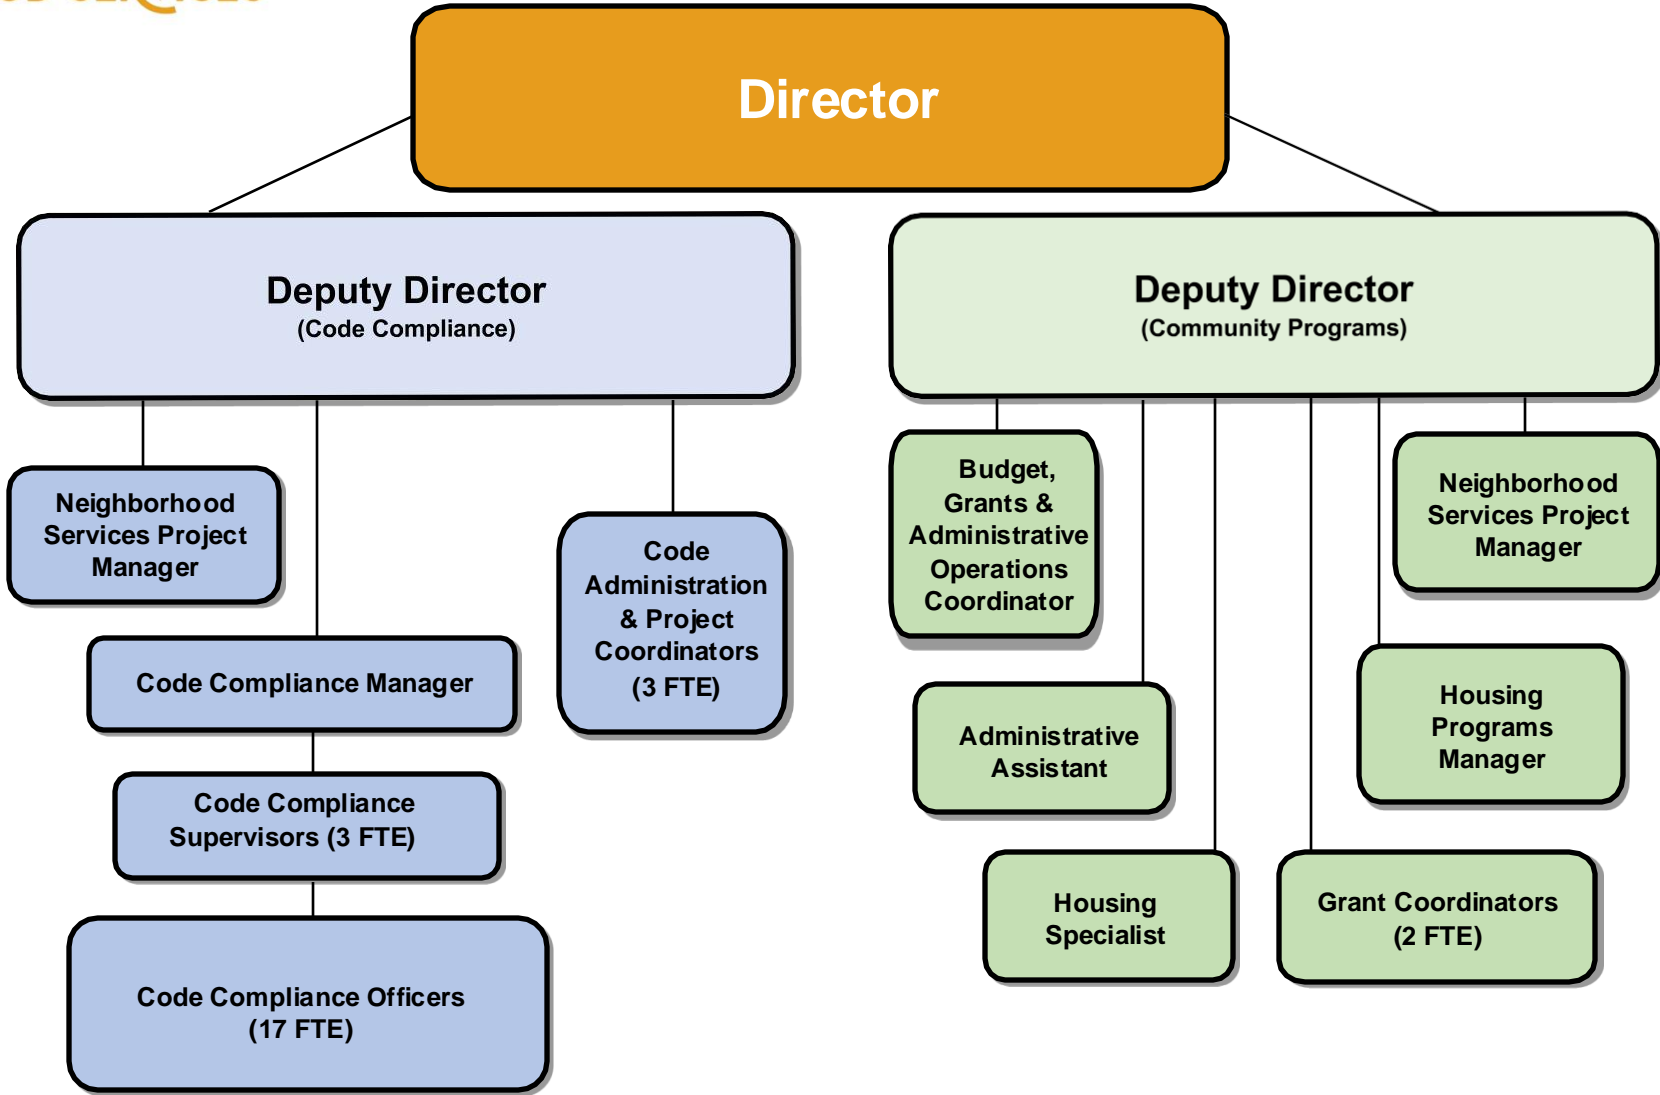 Director
Deputy Director
(Code Compliance)
Deputy Director
(Community Programs)
Neighborhood
Services Project
Manager
Code
Administration
& Project
Coordinators
(3 FTE)
Code Compliance Manager
Code Compliance
Supervisors (3 FTE)
Code Compliance Officers
(17 FTE)
Budget,
Grants &
Administrative
Operations
Coordinator
Neighborhood
Services Project
Manager
Administrative
Assistant
Housing
Programs
Manager
Housing
Specialist
Grant Coordinators
(2 FTE)